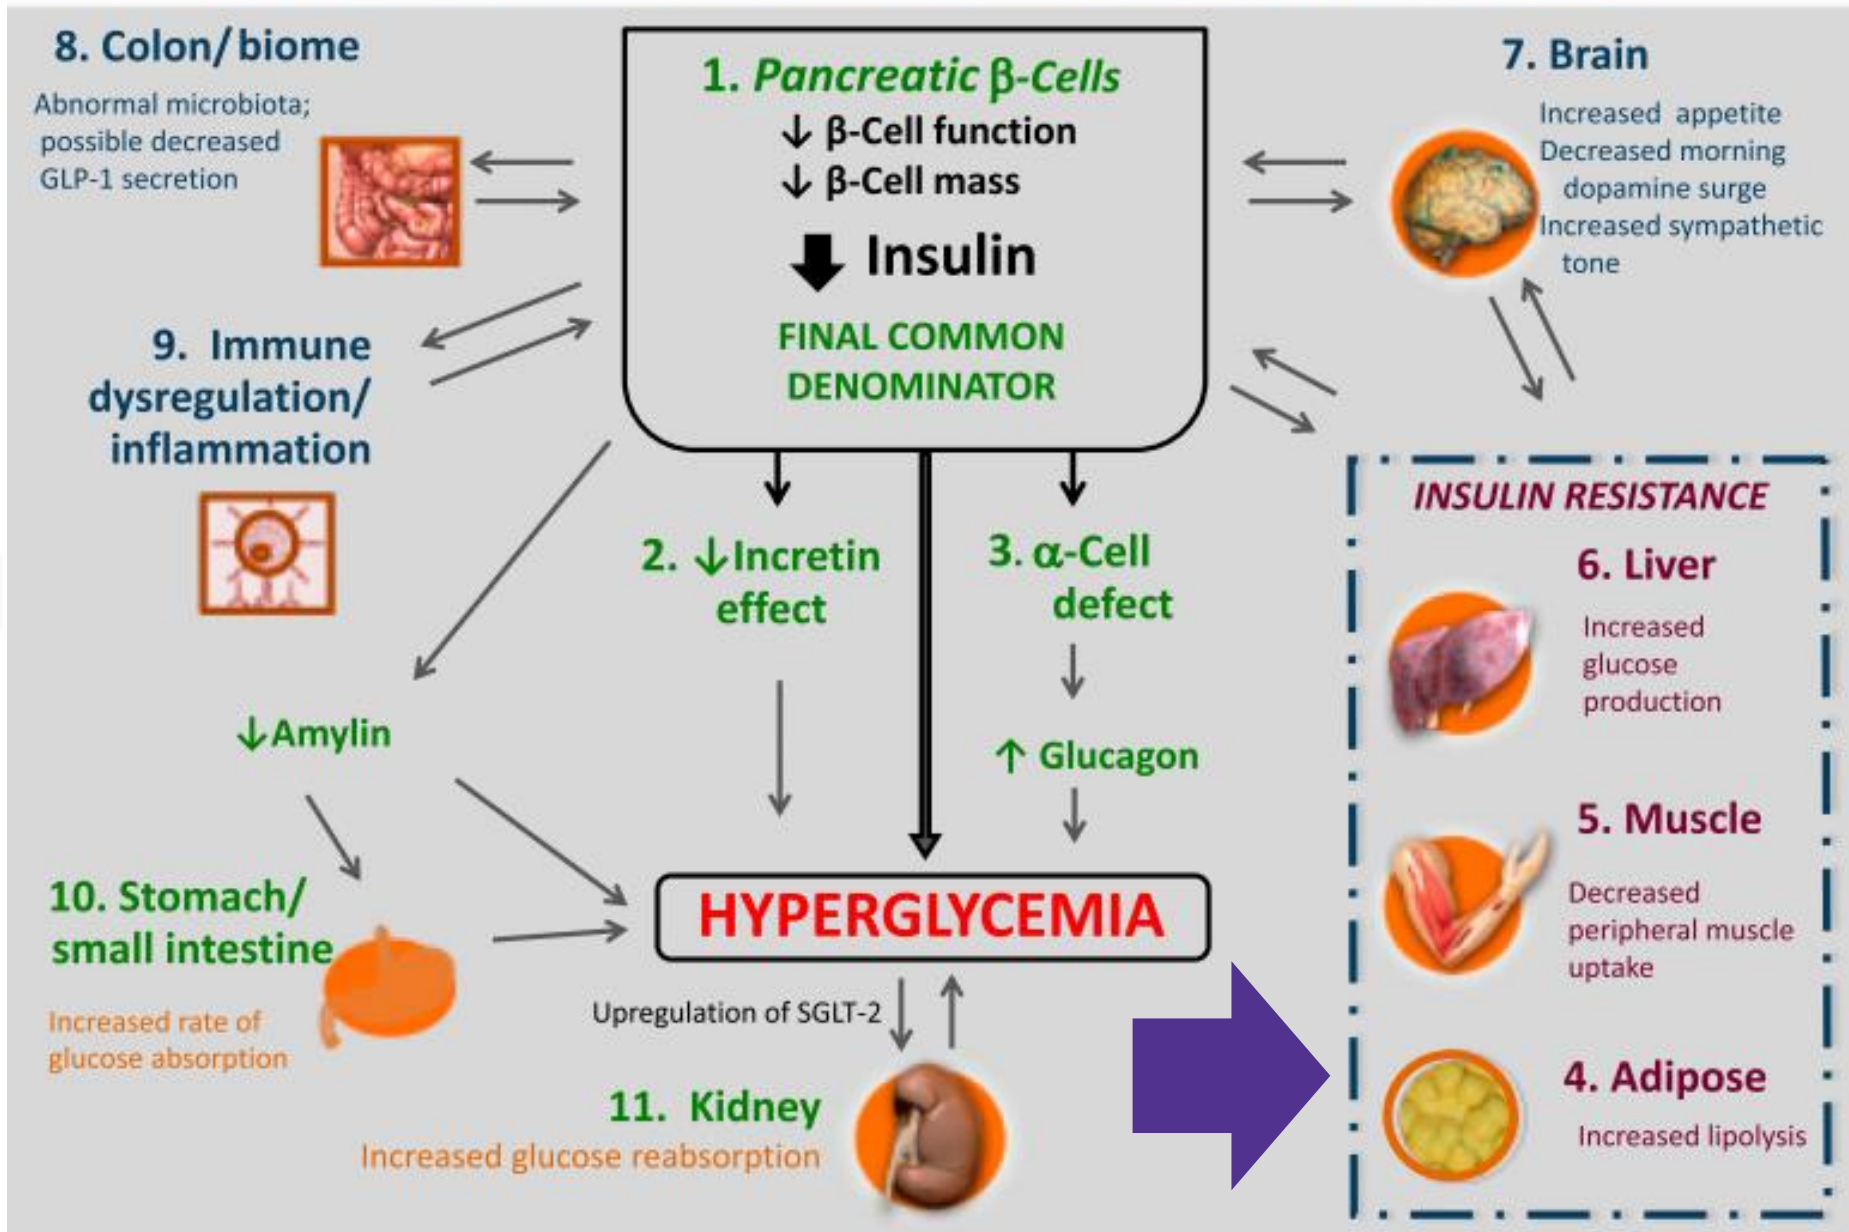 8. Colon/biome
Abnormal microbiota;
possible decreased
GLP-1 secretion
1. Pancreatic β-Cells
↓ β-Cell function
↓ β-Cell mass
Insulin
FINAL COMMON
DENOMINATOR
7. Brain
Increased appetite
Decreased morning
dopamine surge
Increased sympathetic
tone
9. Immune
dysregulation/
inflammation
2. ↓Incretin
effect
3. α-Cell
defect
↑ Glucagon
↓Amylin
INSULIN RESISTANCE
6. Liver
Increased
glucose
production
5. Muscle
Decreased
peripheral muscle
uptake
4. Adipose
Increased lipolysis
10. Stomach/
small intestine
Increased rate of
glucose absorption
HYPERGLYCEMIA
Upregulation of SGLT-2
11. Kidney
Increased glucose reabsorption